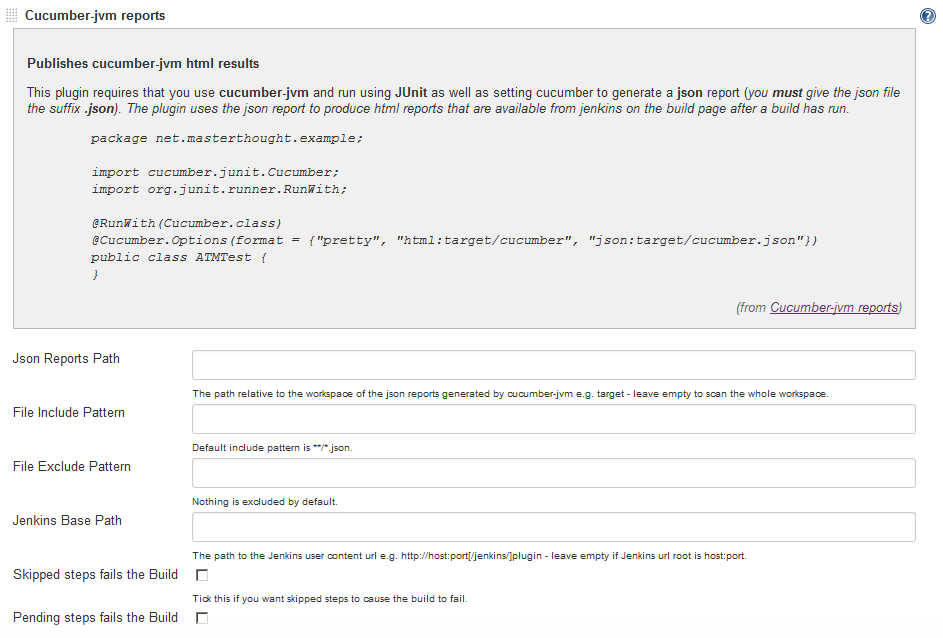 Cucumber-jvm reports
Publishes cucumber-jvm html results
This plugin requires that you use cucumber-jvm and run using JUnit as well as setting cucumber to generate a json report (you must give the json file
the suffix .json). The plugin uses the json report to produce html reports that are available from jenkins on the build page after a build has run.
package net.masterthought.example;
import cucumber.junit.Cucumber;
import org.junit.runner.RunWith;
@RunWith(Cucumber.class)
@Cucumber.Options(format = {"pretty", "html:target/cucumber", "json:target/cucumber.json"})
public class ATMTest {
}
(from Cucumber-jvm reports)
Json Reports Path
The path relative to the workspace of the json reports generated by cucumber-jvm e.g. target - leave empty to scan the whole workspace.
File Include Pattern
Default include pattern is **/*.json.
File Exclude Pattern
Nothing is excluded by default.
Jenkins Base Path
The path to the Jenkins user content url e.g. http://host:port[/jenkins/]plugin - leave empty if Jenkins url root is host:port.
Skipped steps fails the Build
Tick this if you want skipped steps to cause the build to fail.
Pending steps fails the Build